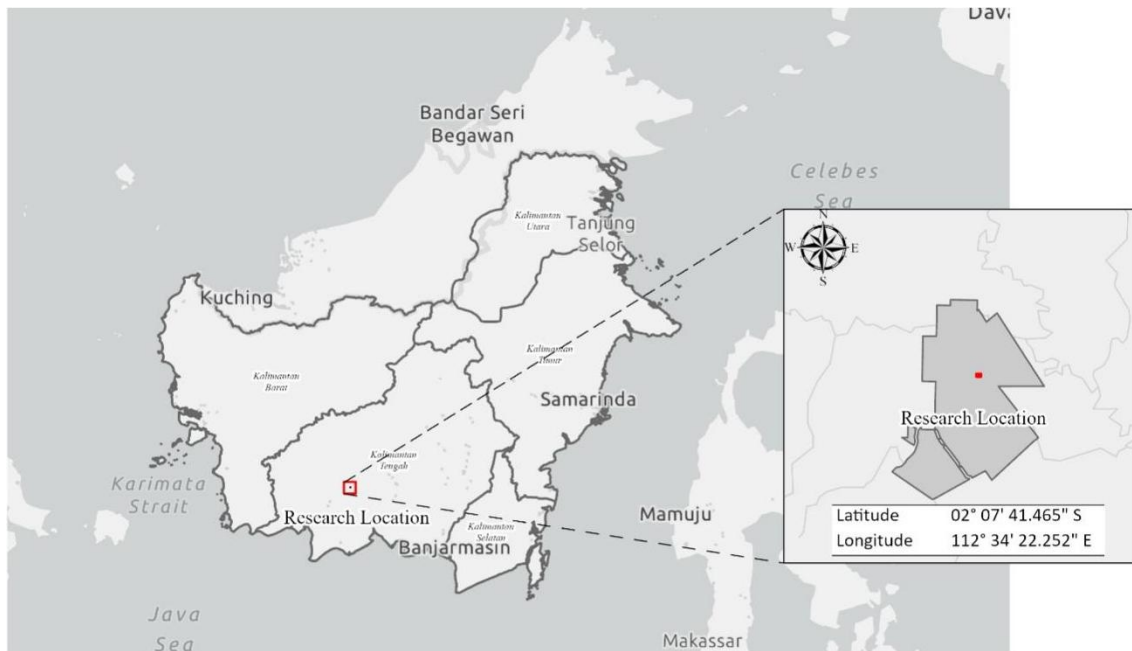 Dava
Bandar Seri
Begawan
Celebes
Sea
Kalimantan
Utara
Tanjung
Selor
N
W E
S
Kuching
Kalimantan
Timur
Kalimantan
Barat
Samarinda
Research Location
Kalimantan
Tengah
Karimata
Strait
Research Location
Mamuju
Latitude 02° 07' 41.465" S
Kalimantan
Selatan
Banjarmasin
Longitude 112° 34' 22.252" E
Java
Sea
Makassar